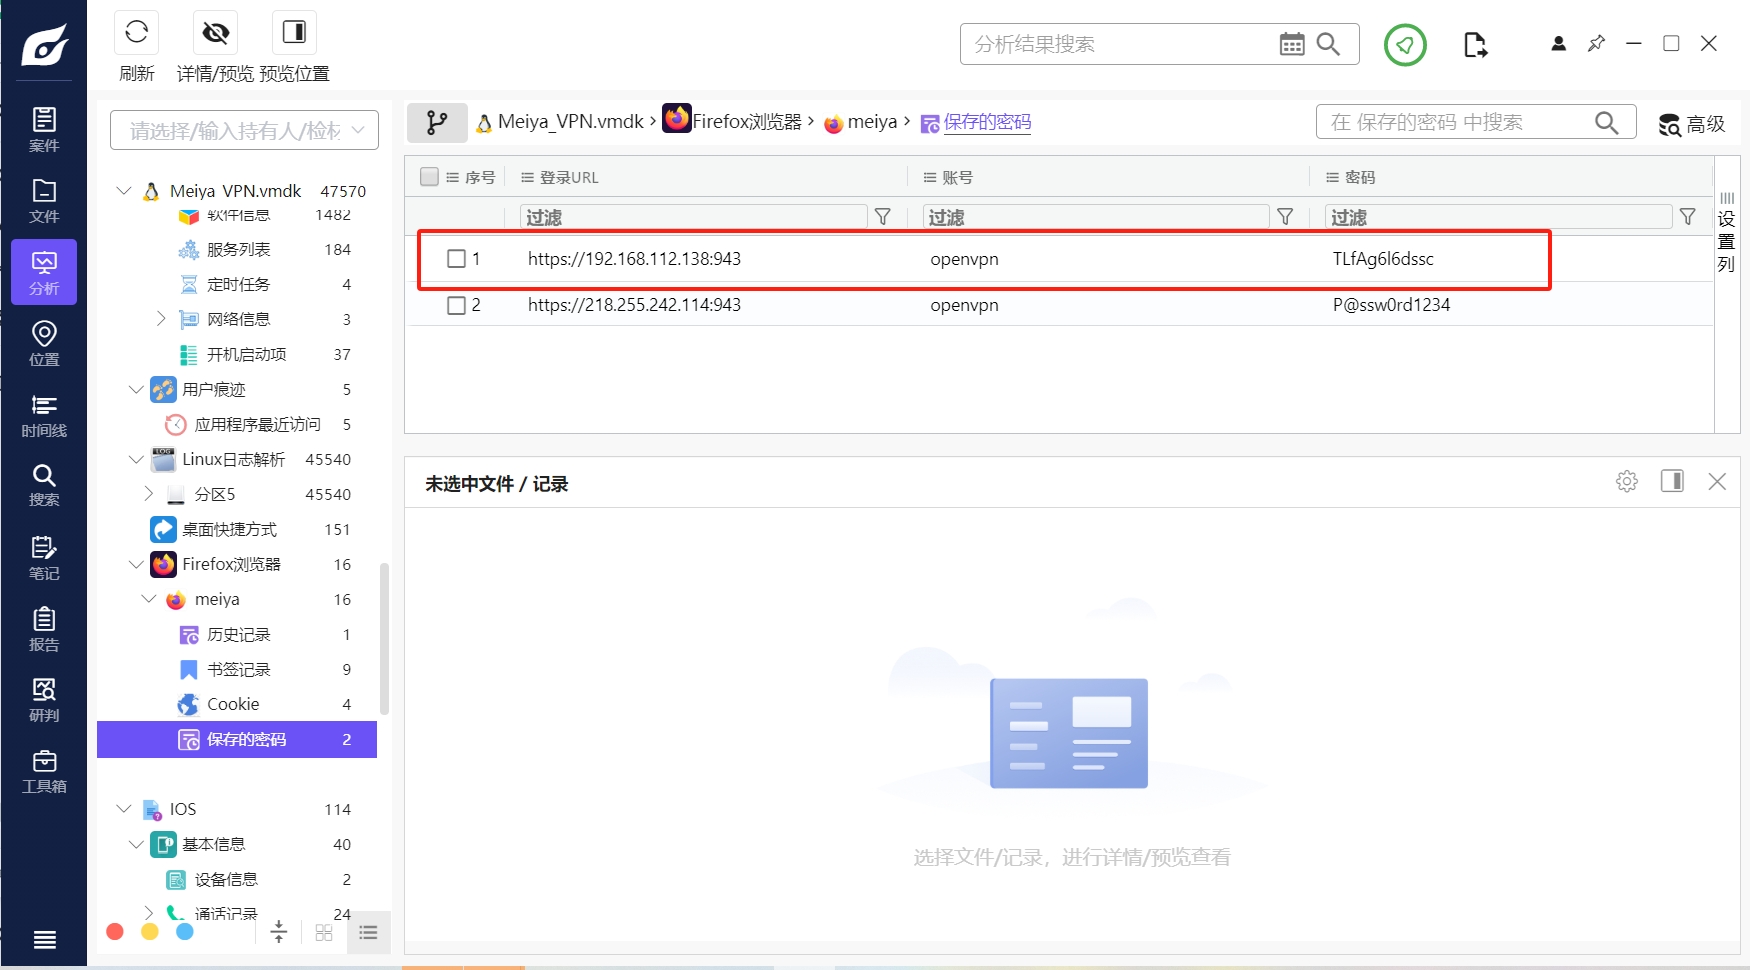 刷新
详情/预览
预览位置
分析结果搜索
案件
文件
分析
位置
时间线
搜索
笔记
报告
研判
工具箱
请选择/输入持有人/检材
Meiya_VPN.vmdk 47570
软件信息 1482
服务列表 184
定时任务 4
网络信息 3
开机启动项 37
用户痕迹 5
应用程序最近访问 5
Linux日志解析 45540
分区5 45540
桌面快捷方式 151
Firefox浏览器 16
meiya 16
历史记录 1
书签记录 9
Cookie 4
保存的密码 2
IOS 114
基本信息 40
设备信息 2
通话记录 24
Meiya_VPN.vmdk › Firefox浏览器 › meiya › 保存的密码
在 保存的密码 中搜索
高级
序号 登录URL 账号 密码
过滤 过滤 过滤
1 https://192.168.112.138:943 openvpn TLfAg6l6dssc
2 https://218.255.242.114:943 openvpn P@ssw0rd1234
设置列
未选中文件 / 记录
选择文件/记录，进行详情/预览查看